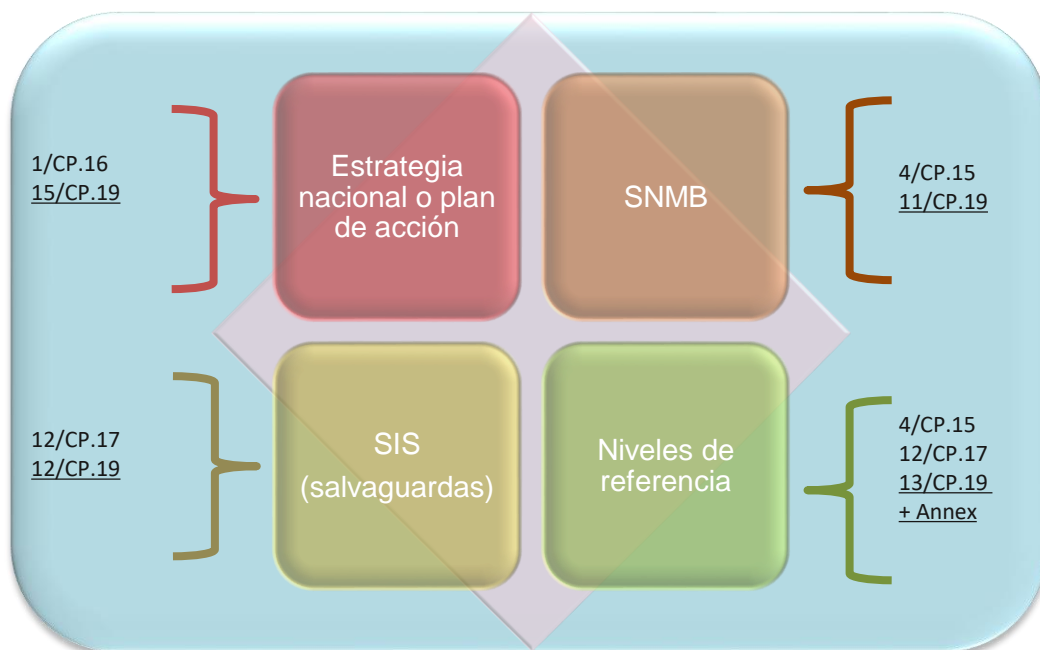 1/CP.16
15/CP.19
Estrategia
nacional o plan
de acción
SNMB
4/CP.15
11/CP.19
12/CP.17
12/CP.19
SIS
(salvaguardas)
Niveles de
referencia
4/CP.15
12/CP.17
13/CP.19
+ Annex